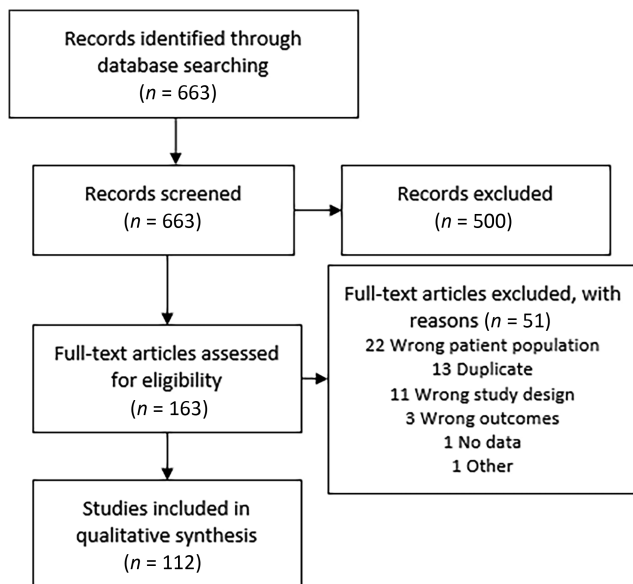 Records identified through
database searching
(n = 663)
Records screened
(n = 663)
Records excluded
(n = 500)
Full-text articles assessed
for eligibility
(n = 163)
Full-text articles excluded, with
reasons (n = 51)
22 Wrong patient population
13 Duplicate
11 Wrong study design
3 Wrong outcomes
1 No data
1 Other
Studies included in
qualitative synthesis
(n = 112)